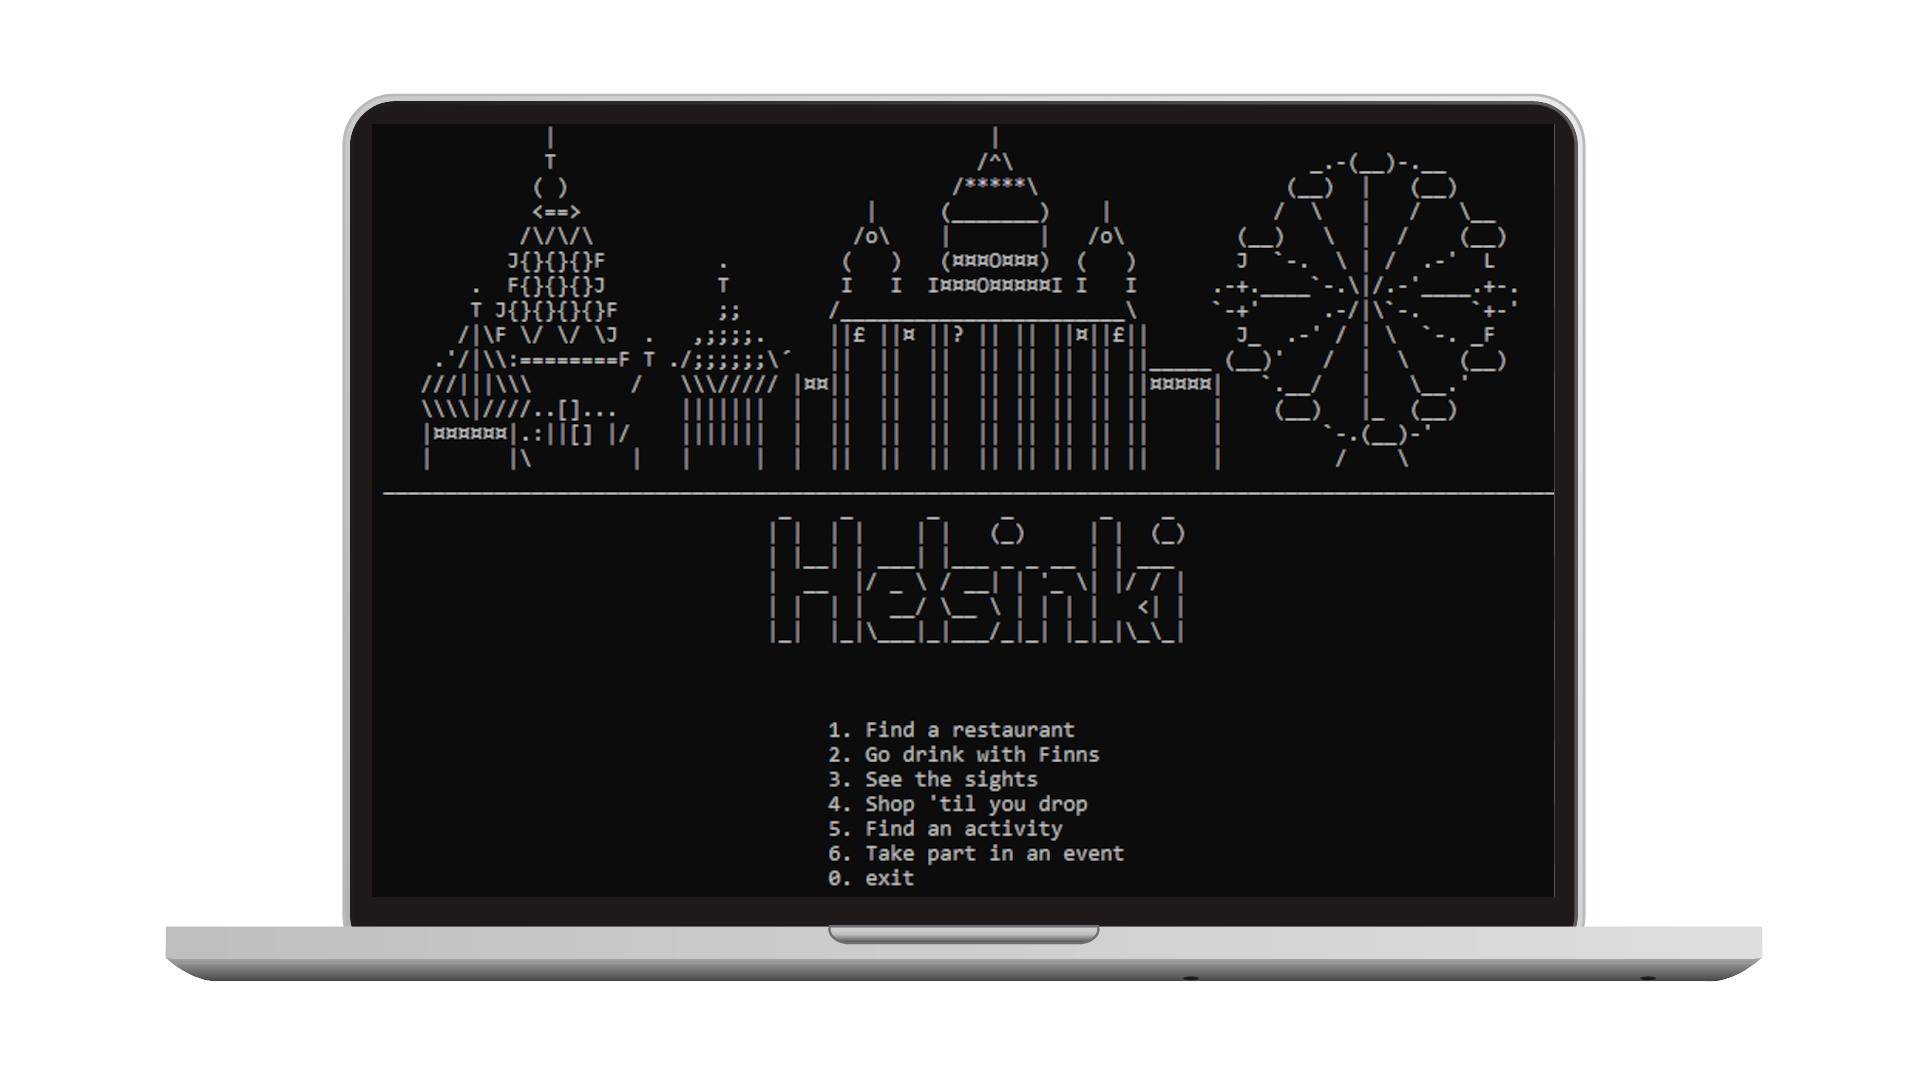 Helsinki
1. Find a restaurant
2. Go drink with Finns
3. See the sights
4. Shop 'til you drop
5. Find an activity
6. Take part in an event
0. exit